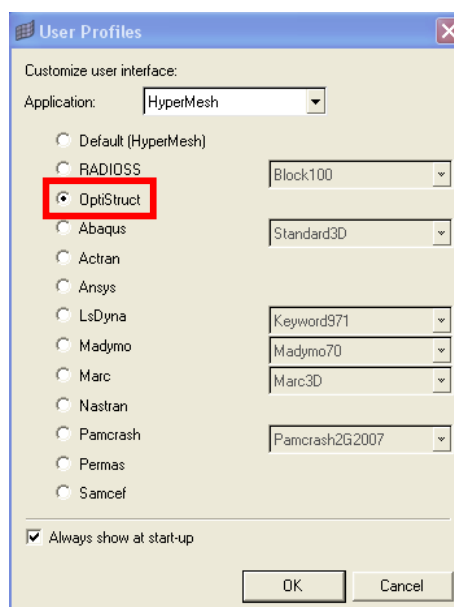 User Profiles
Customize user interface:
Application: HyperMesh
Default (HyperMesh)
RADIOSS Block100
OptiStruct
Abaqus Standard3D
Actran
Ansys
LsDyna Keyword971
Madymo Madymo70
Marc Marc3D
Nastran
Pamcrash Pamcrash2G2007
Permas
Samcef
Always show at start-up
OK Cancel